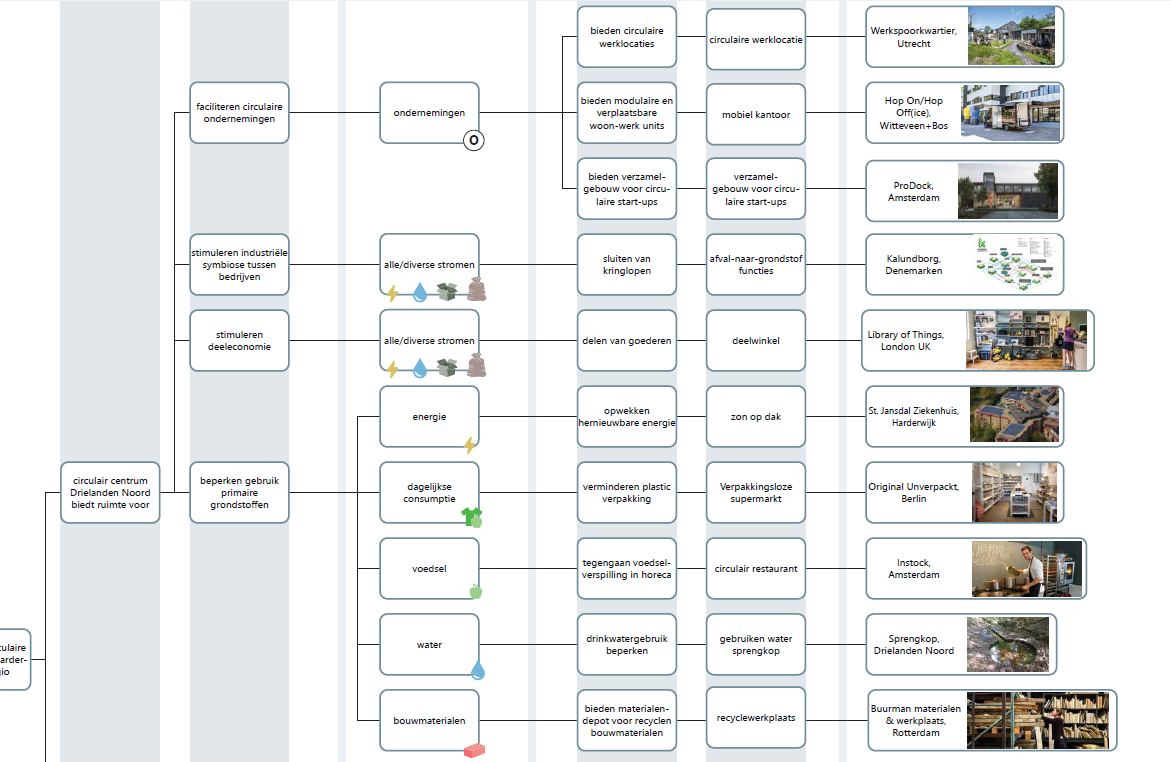 bieden circulaire
werklocaties
circulaire werklocatie
Werkspoorkwartier,
Utrecht
faciliteren circulaire
ondernemingen
ondernemingen
O
bieden modulaire en
verplaatsbare
woon-werk units
mobiel kantoor
Hop On/Hop
Off(ice),
Witteveen+Bos
bieden verzamel-
gebouw voor circu-
laire start-ups
verzamel-
gebouw voor circu-
laire start-ups
ProDock,
Amsterdam
stimuleren industriële
symbiose tussen
bedrijven
alle/diverse stromen
sluiten van
kringlopen
afval-naar-grondstof
functies
Kalundborg,
Denemarken
stimuleren
deeleconomie
alle/diverse stromen
delen van goederen
deelwinkel
Library of Things,
London UK
energie
opwekken
hernieuwbare energie
zon op dak
St. Jansdal Ziekenhuis,
Harderwijk
circulair centrum
Drielanden Noord
biedt ruimte voor
beperken gebruik
primaire
grondstoffen
dagelijkse
consumptie
verminderen plastic
verpakking
Verpakkingsloze
supermarkt
Original Unverpackt,
Berlin
voedsel
tegengaan voedsel-
verspilling in horeca
circulair restaurant
Instock,
Amsterdam
culaire
arder-
gio
water
drinkwatergebruik
beperken
gebruiken water
sprengkop
Sprengkop,
Drielanden Noord
bouwmaterialen
bieden materialen-
depot voor recyclen
bouwmaterialen
recyclewerkplaats
Buurman materialen
& werkplaats,
Rotterdam